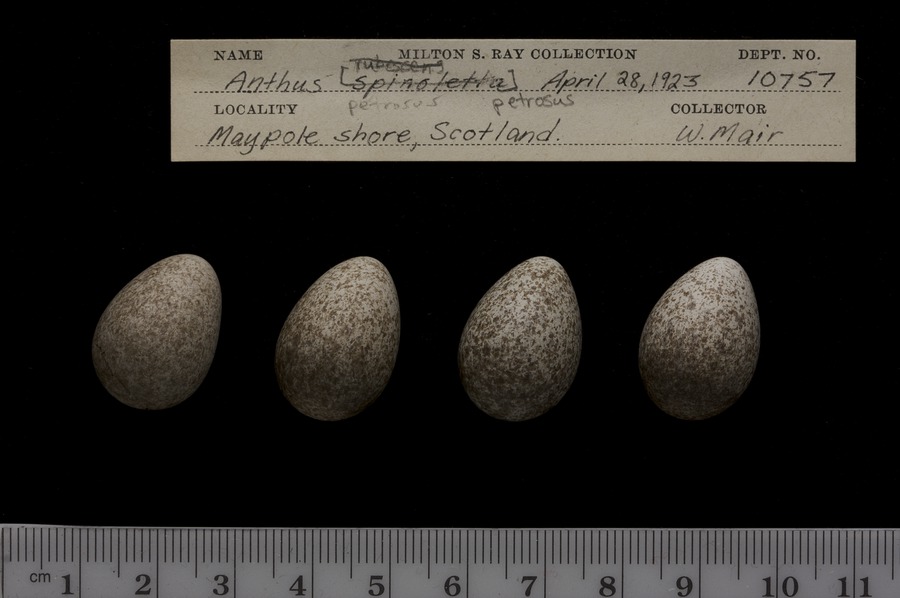 NAME MILTON S. RAY COLLECTION DEPT. NO.
rubescens
Anthus [spinoletta] April 28, 1923 10757
petrosus petrosus
LOCALITY COLLECTOR
Maypole shore, Scotland. W. Mair
cm 1 2 3 4 5 6 7 8 9 10 11